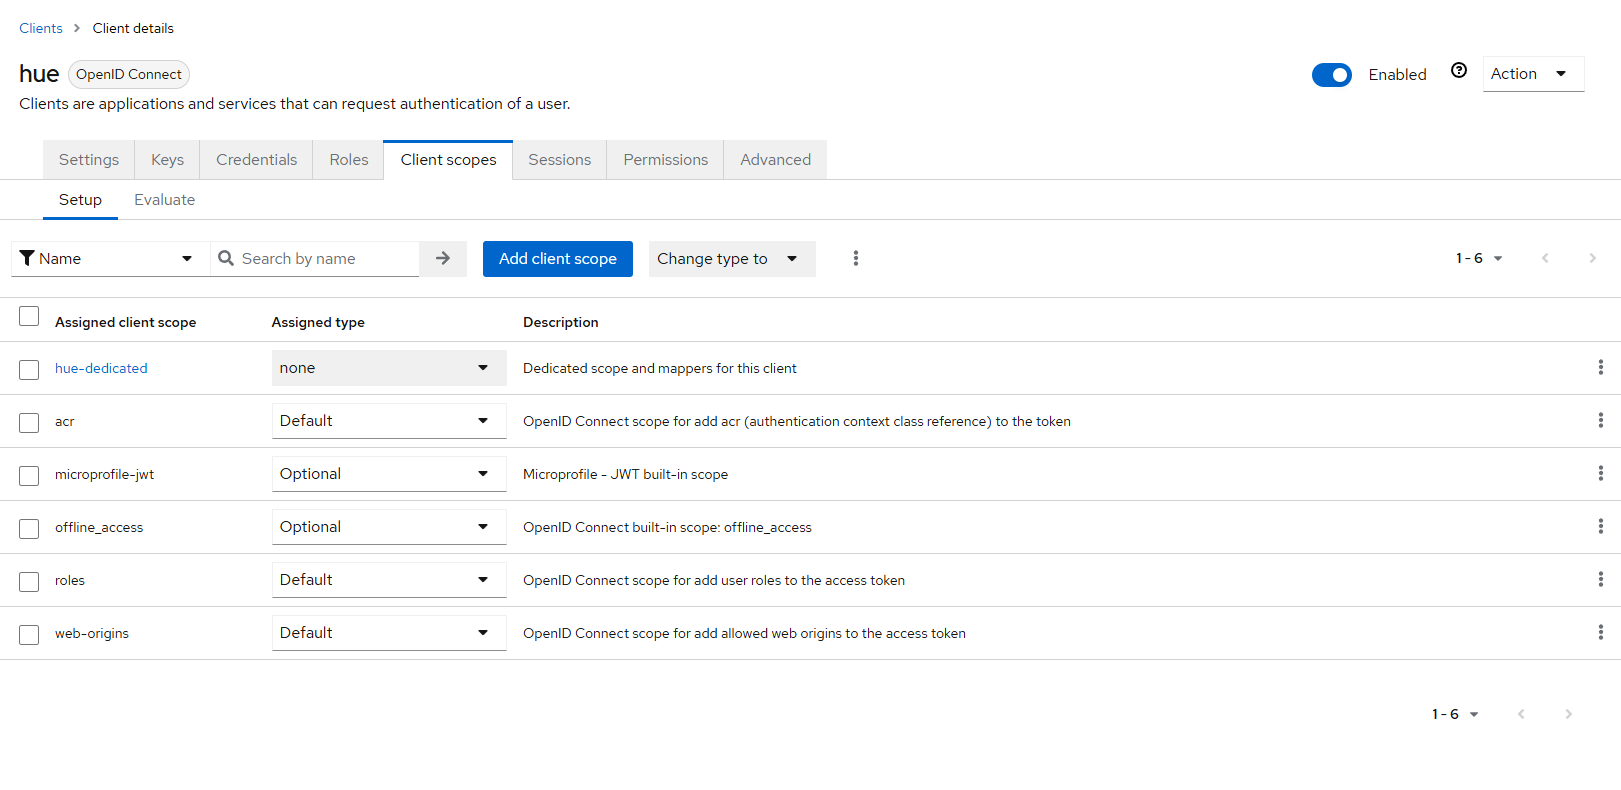 Clients > Client details
hue OpenID Connect Enabled Action
Clients are applications and services that can request authentication of a user.
Settings Keys Credentials Roles Client scopes Sessions Permissions Advanced
Setup Evaluate
Name Search by name Add client scope Change type to 1 - 6
Assigned client scope Assigned type Description
hue-dedicated none Dedicated scope and mappers for this client
acr Default OpenID Connect scope for add acr (authentication context class reference) to the token
microprofile-jwt Optional Microprofile - JWT built-in scope
offline_access Optional OpenID Connect built-in scope: offline_access
roles Default OpenID Connect scope for add user roles to the access token
web-origins Default OpenID Connect scope for add allowed web origins to the access token
1 - 6